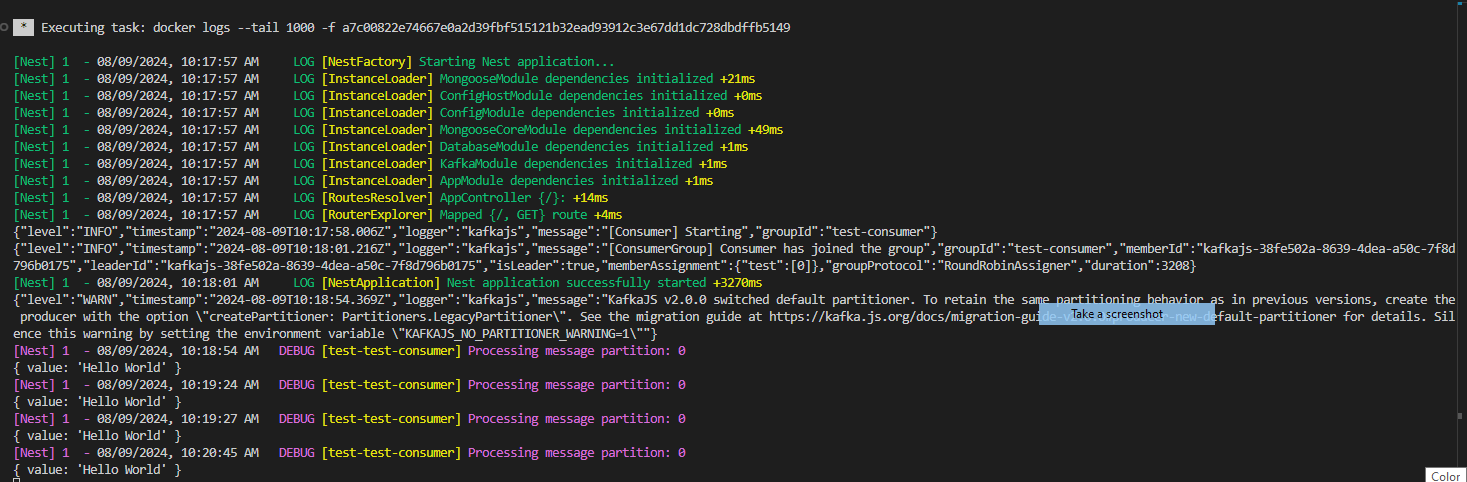 * Executing task: docker logs --tail 1000 -f a7c00822e74667e0a2d39fbf515121b32ead93912c3e67dd1dc728dbdffb5149
[Nest] 1  - 08/09/2024, 10:17:57 AM     LOG [NestFactory] Starting Nest application...
[Nest] 1  - 08/09/2024, 10:17:57 AM     LOG [InstanceLoader] MongooseModule dependencies initialized +21ms
[Nest] 1  - 08/09/2024, 10:17:57 AM     LOG [InstanceLoader] ConfigHostModule dependencies initialized +0ms
[Nest] 1  - 08/09/2024, 10:17:57 AM     LOG [InstanceLoader] ConfigModule dependencies initialized +0ms
[Nest] 1  - 08/09/2024, 10:17:57 AM     LOG [InstanceLoader] MongooseCoreModule dependencies initialized +49ms
[Nest] 1  - 08/09/2024, 10:17:57 AM     LOG [InstanceLoader] DatabaseModule dependencies initialized +1ms
[Nest] 1  - 08/09/2024, 10:17:57 AM     LOG [InstanceLoader] KafkaModule dependencies initialized +1ms
[Nest] 1  - 08/09/2024, 10:17:57 AM     LOG [InstanceLoader] AppModule dependencies initialized +1ms
[Nest] 1  - 08/09/2024, 10:17:57 AM     LOG [RoutesResolver] AppController {/}: +14ms
[Nest] 1  - 08/09/2024, 10:17:57 AM     LOG [RouterExplorer] Mapped {/, GET} route +4ms
{"level":"INFO","timestamp":"2024-08-09T10:17:58.006Z","logger":"kafkajs","message":"[Consumer] Starting","groupId":"test-consumer"}
{"level":"INFO","timestamp":"2024-08-09T10:18:01.216Z","logger":"kafkajs","message":"[ConsumerGroup] Consumer has joined the group","groupId":"test-consumer","memberId":"kafkajs-38fe502a-8639-4dea-a50c-7f8d
796b0175","leaderId":"kafkajs-38fe502a-8639-4dea-a50c-7f8d796b0175","isLeader":true,"memberAssignment":{"test":[0]},"groupProtocol":"RoundRobinAssigner","duration":3208}
[Nest] 1  - 08/09/2024, 10:18:01 AM     LOG [NestApplication] Nest application successfully started +3270ms
{"level":"WARN","timestamp":"2024-08-09T10:18:54.369Z","logger":"kafkajs","message":"KafkaJS v2.0.0 switched default partitioner. To retain the same partitioning behavior as in previous versions, create the
producer with the option \"createPartitioner: Partitioners.LegacyPartitioner\". See the migration guide at https://kafka.js.org/docs/migration-guide-v Take a screenshot -new-default-partitioner for details. Sil
ence this warning by setting the environment variable \"KAFKAJS_NO_PARTITIONER_WARNING=1\""}
[Nest] 1  - 08/09/2024, 10:18:54 AM   DEBUG [test-test-consumer] Processing message partition: 0
{ value: 'Hello World' }
[Nest] 1  - 08/09/2024, 10:19:24 AM   DEBUG [test-test-consumer] Processing message partition: 0
{ value: 'Hello World' }
[Nest] 1  - 08/09/2024, 10:19:27 AM   DEBUG [test-test-consumer] Processing message partition: 0
{ value: 'Hello World' }
[Nest] 1  - 08/09/2024, 10:20:45 AM   DEBUG [test-test-consumer] Processing message partition: 0
{ value: 'Hello World' }
Color